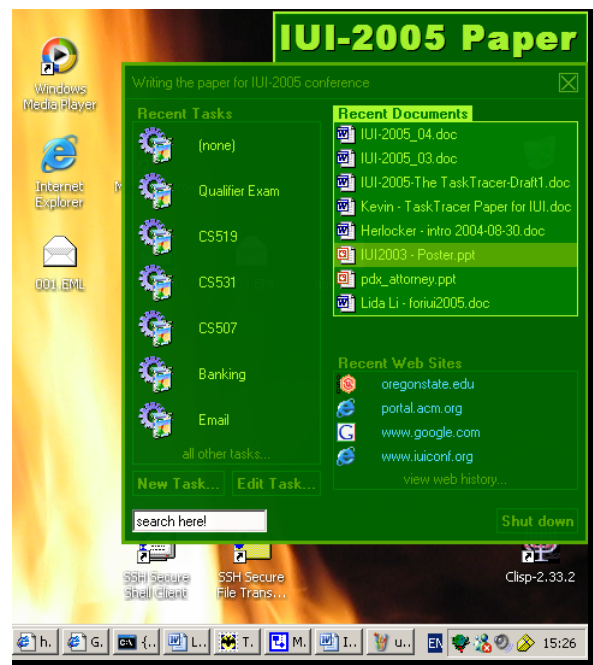 IUI-2005 Paper
Windows
Media Player
Internet
Explorer
001.EML
Writing the paper for IUI-2005 conference
Recent Tasks
(none)
Qualifier Exam
CS519
CS531
CS507
Banking
Email
all other tasks...
New Task...
Edit Task...
search here!
Recent Documents
IUI-2005_04.doc
IUI-2005_03.doc
IUI-2005-The TaskTracer-Draft1.doc
Kevin - TaskTracer Paper for IUI.doc
Herlocker - intro 2004-08-30.doc
IUI2003 - Poster.ppt
pdx_attorney.ppt
Lida Li - foriui2005.doc
Recent Web Sites
oregonstate.edu
portal.acm.org
www.google.com
www.iuiconf.org
view web history...
Shut down
SSH Secure
Shell Client
SSH Secure
File Trans...
Clisp-2.33.2
h.
G.
{..
L..
T.
M.
I..
u..
EN
15:26